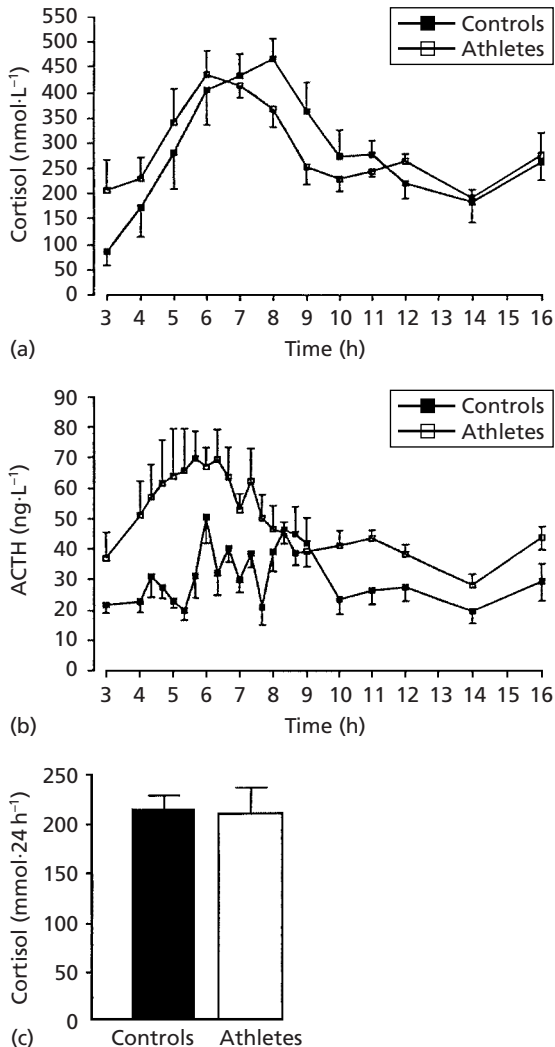 Cortisol (nmol·L⁻¹)
550
500
450
400
350
300
250
200
150
100
50
0
Controls
Athletes
3 4 5 6 7 8 9 10 11 12 13 14 16
(a)
Time (h)
ACTH (ng·L⁻¹)
90
80
70
60
50
40
30
20
10
0
Controls
Athletes
3 4 5 6 7 8 9 10 11 12 13 14 16
(b)
Time (h)
Cortisol (mmol·24 h⁻¹)
250
200
150
100
50
0
(c)
Controls Athletes